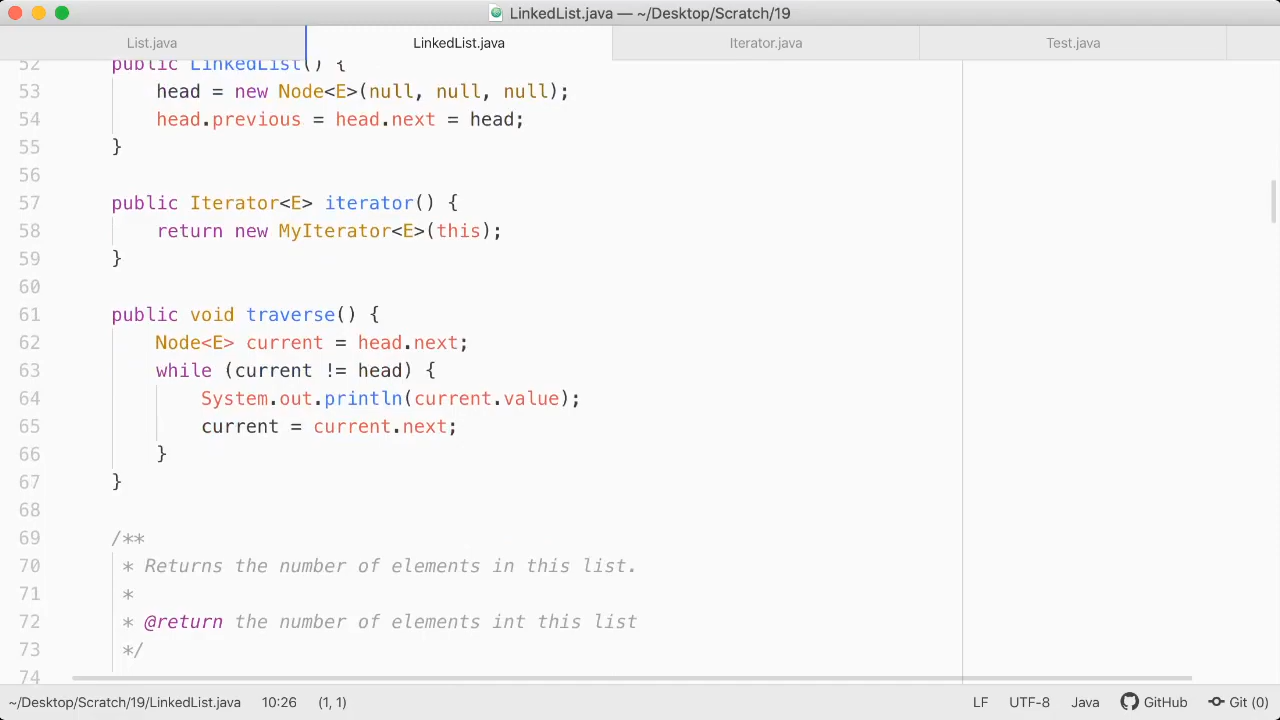 LinkedList.java — ~/Desktop/Scratch/19
List.java LinkedList.java Iterator.java Test.java
52 public LinkedList() {
53 head = new Node<E>(null, null, null);
54 head.previous = head.next = head;
55 }
56
57 public Iterator<E> iterator() {
58 return new MyIterator<E>(this);
59 }
60
61 public void traverse() {
62 Node<E> current = head.next;
63 while (current != head) {
64 System.out.println(current.value);
65 current = current.next;
66 }
67 }
68
69 /**
70 * Returns the number of elements in this list.
71 *
72 * @return the number of elements int this list
73 */
74
~/Desktop/Scratch/19/LinkedList.java 10:26 (1, 1) LF UTF-8 Java GitHub Git (0)